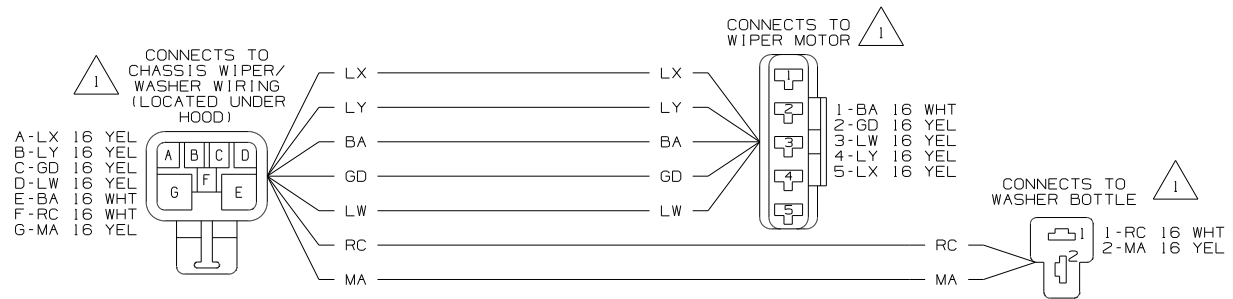 1
CONNECTS TO
CHASSIS WIPER/
WASHER WIRING
(LOCATED UNDER
HOOD)
A-LX 16 YEL
B-LY 16 YEL
C-GD 16 YEL
D-LW 16 YEL
E-BA 16 WHT
F-RC 16 WHT
G-MA 16 YEL
A B C D
F
G E
LX LX
LY LY
BA BA
GD GD
LW LW
RC RC
MA MA
CONNECTS TO
WIPER MOTOR
1
1
2
3
4
5
1-BA 16 WHT
2-GD 16 YEL
3-LW 16 YEL
4-LY 16 YEL
5-LX 16 YEL
CONNECTS TO
WASHER BOTTLE
1
1
2
1-RC 16 WHT
2-MA 16 YEL